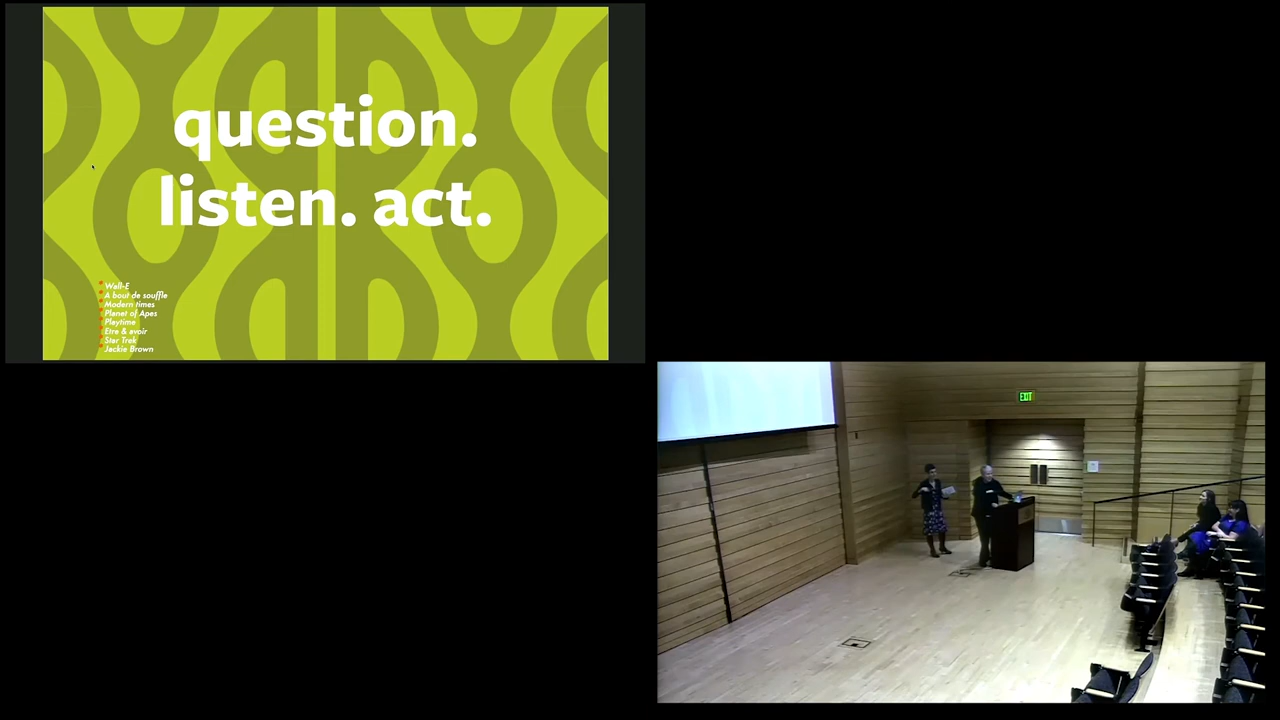 question.
listen. act.
Wall-E
A bout de souffle
Modern times
Planet of Apes
Playtime
Etre & avoir
Star Trek
Jackie Brown
EXIT